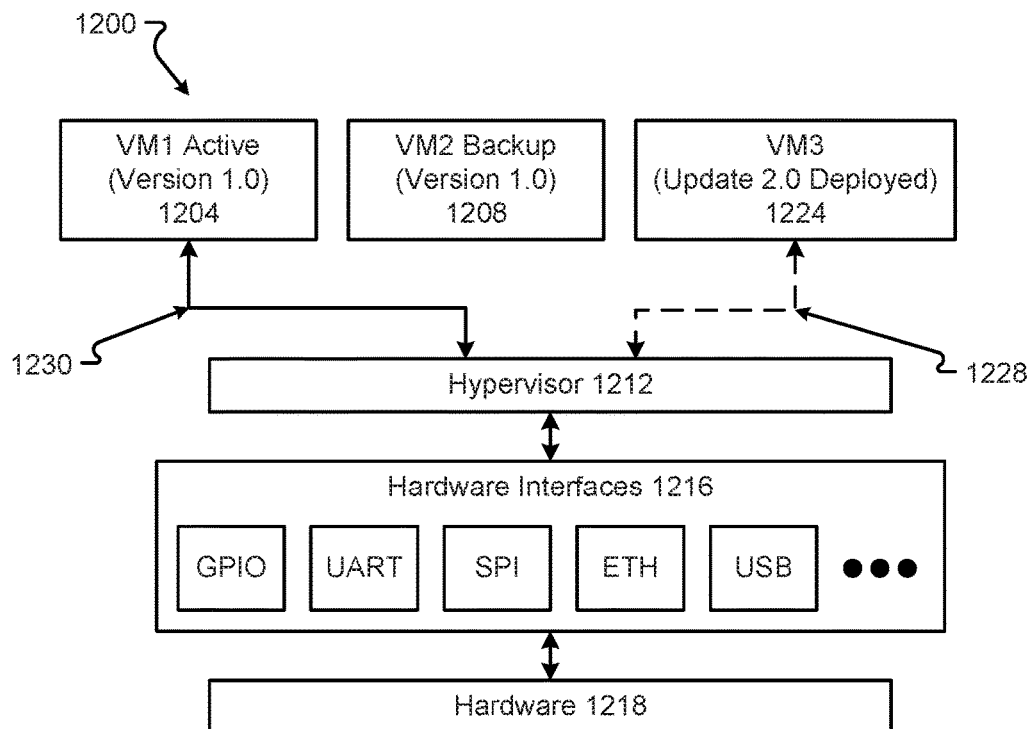 1200
VM1 Active
(Version 1.0)
1204
VM2 Backup
(Version 1.0)
1208
VM3
(Update 2.0 Deployed)
1224
1230
1228
Hypervisor 1212
Hardware Interfaces 1216
GPIO
UART
SPI
ETH
USB
Hardware 1218